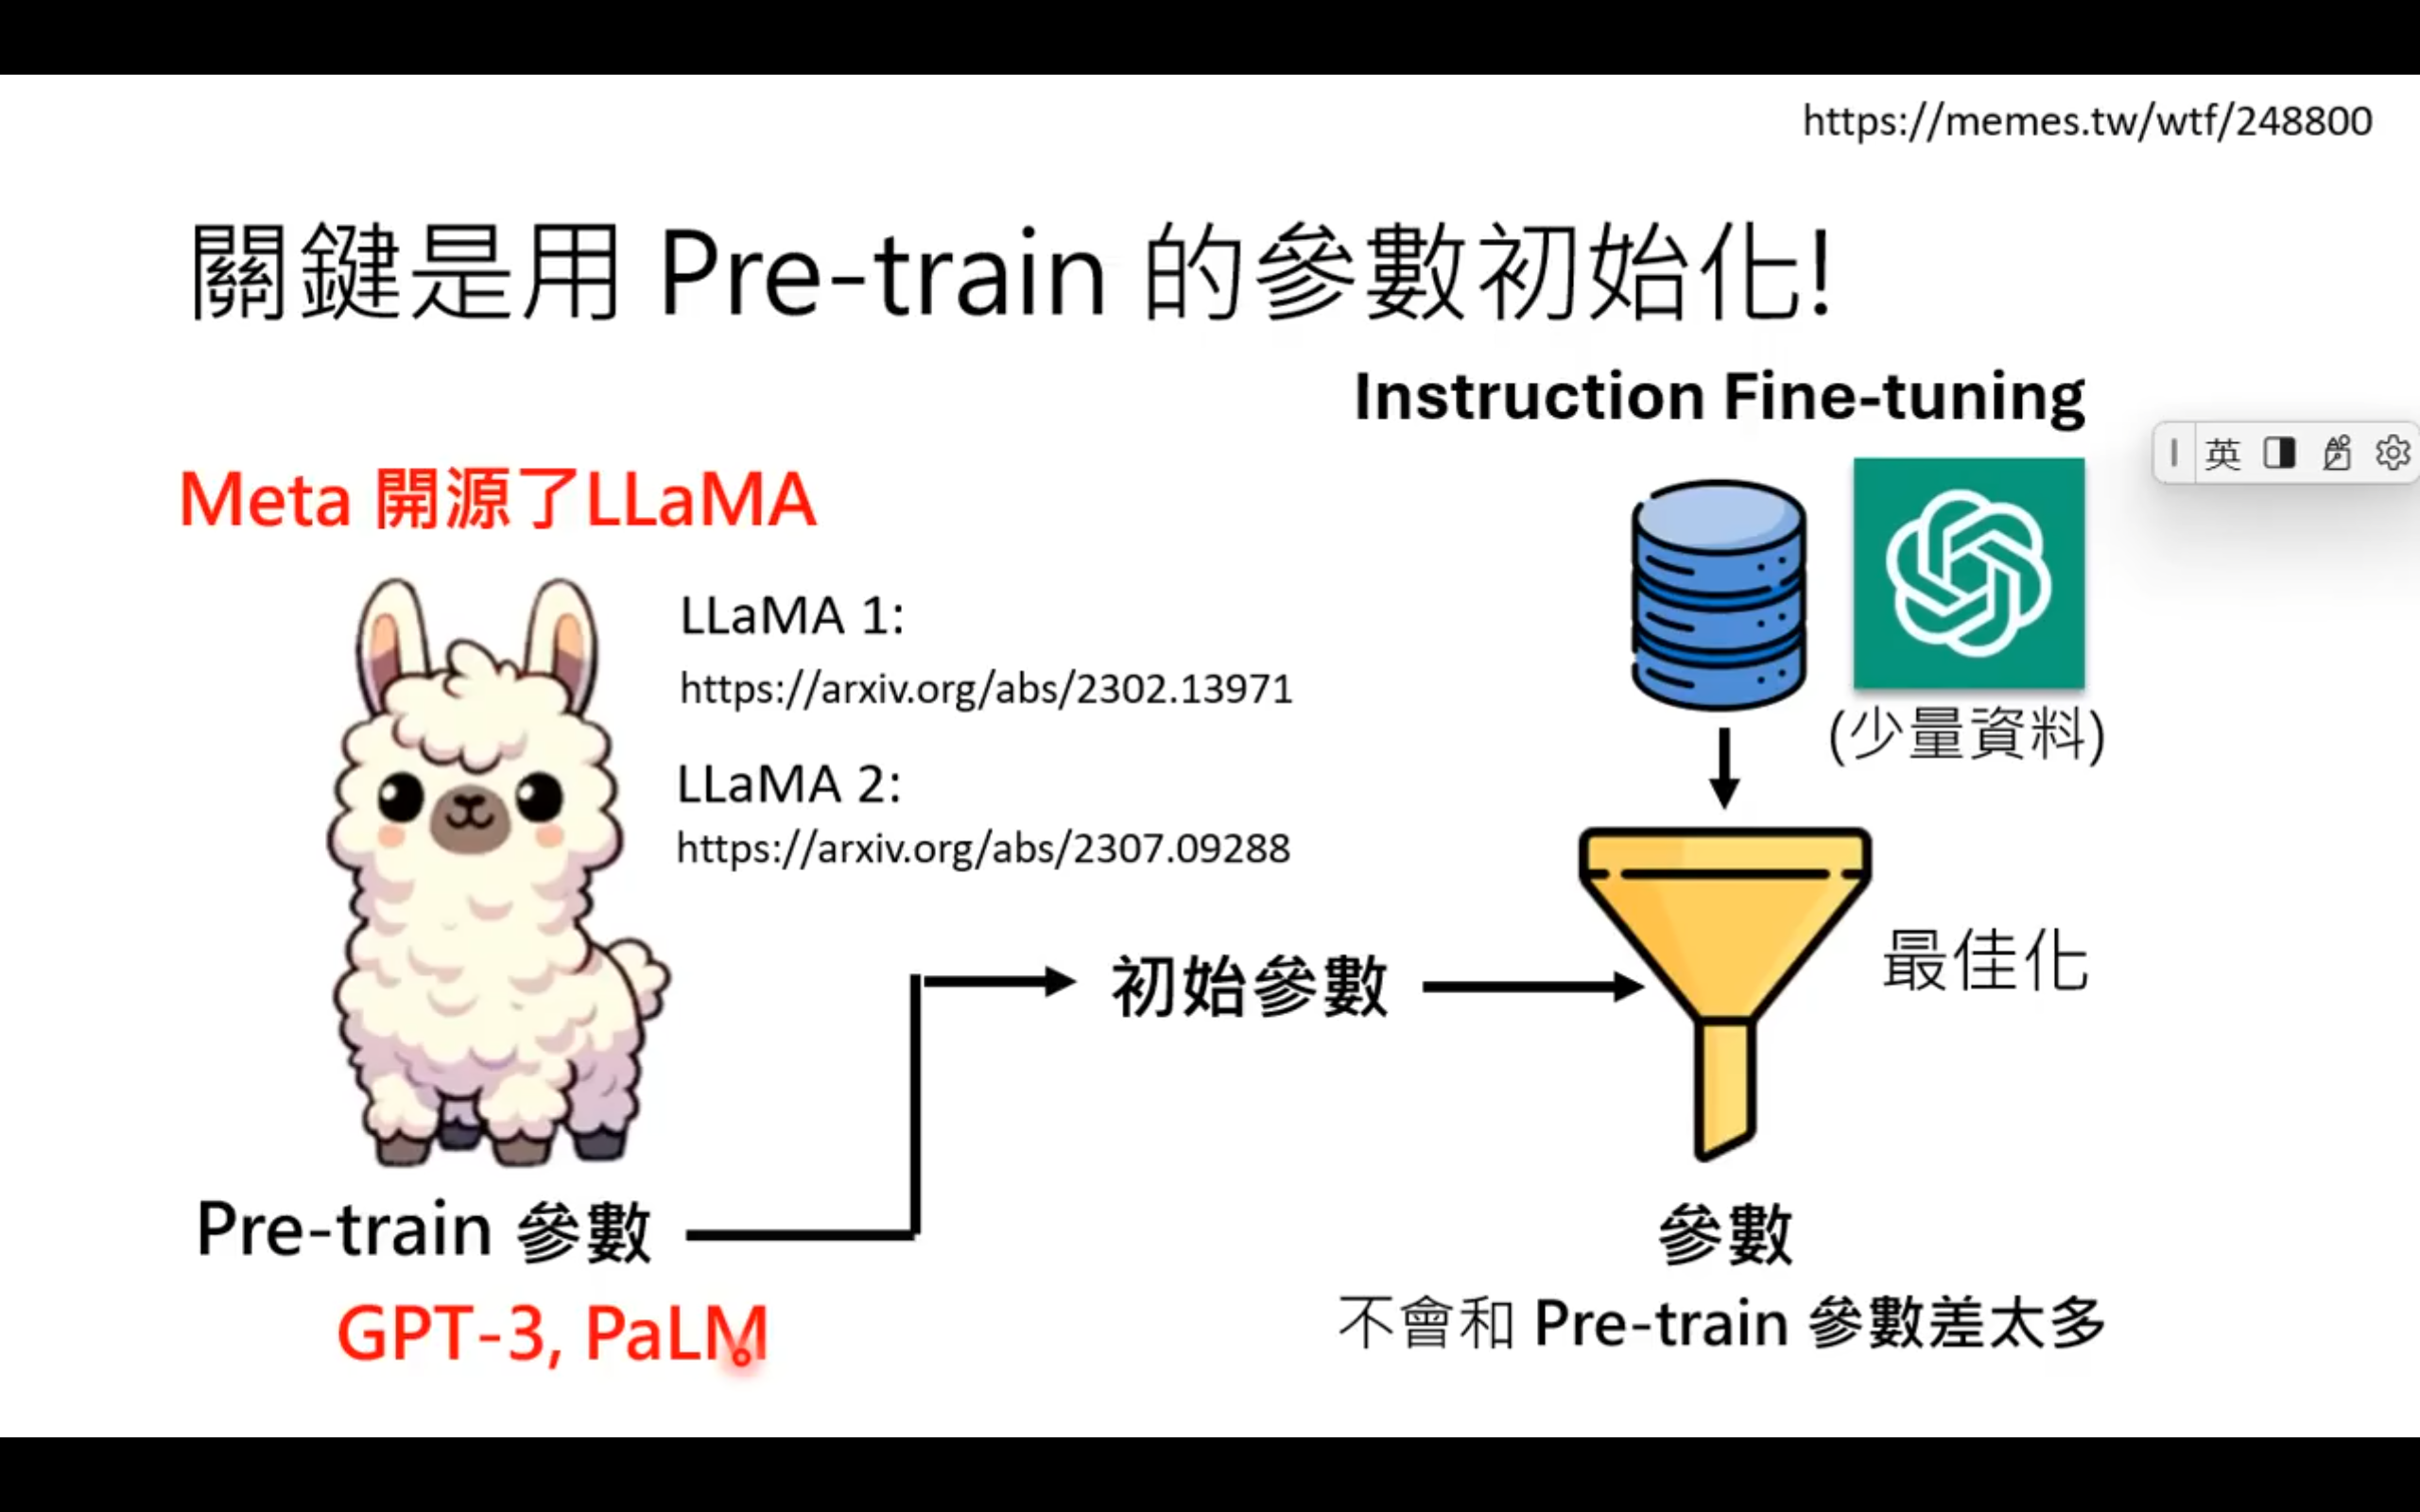 https://memes.tw/wtf/248800
關鍵是用 Pre-train 的參數初始化!
Instruction Fine-tuning
Meta 開源了LLaMA
英
LLaMA 1:
https://arxiv.org/abs/2302.13971
(少量資料)
LLaMA 2:
https://arxiv.org/abs/2307.09288
初始參數
最佳化
Pre-train 參數
參數
GPT-3, PaLM
不會和 Pre-train 參數差太多